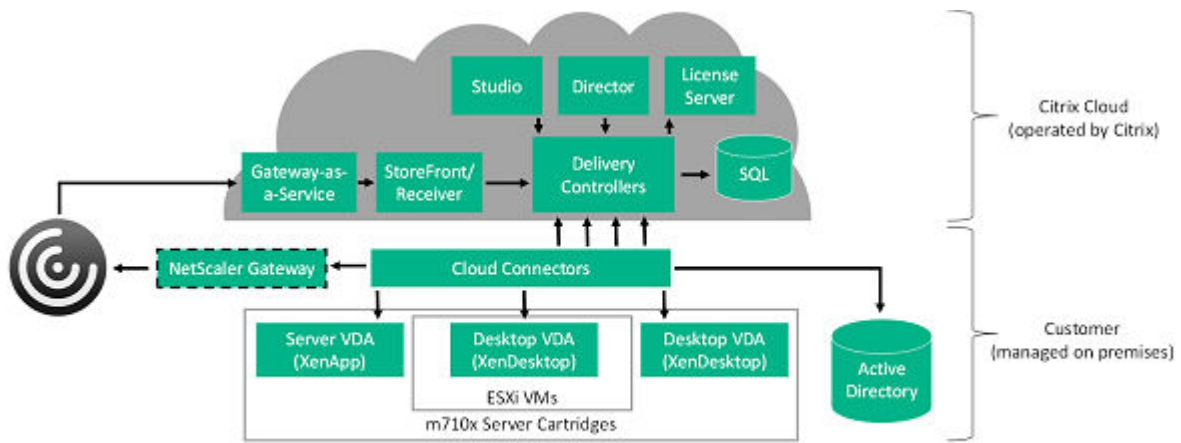 Studio
Director
License
Server
Citrix Cloud
(operated by Citrix)
Gateway-as-
a-Service
StoreFront/
Receiver
Delivery
Controllers
SQL
NetScaler Gateway
Cloud Connectors
Server VDA
(XenApp)
Desktop VDA
(XenDesktop)
Desktop VDA
(XenDesktop)
ESXi VMs
m710x Server Cartridges
Active
Directory
Customer
(managed on premises)